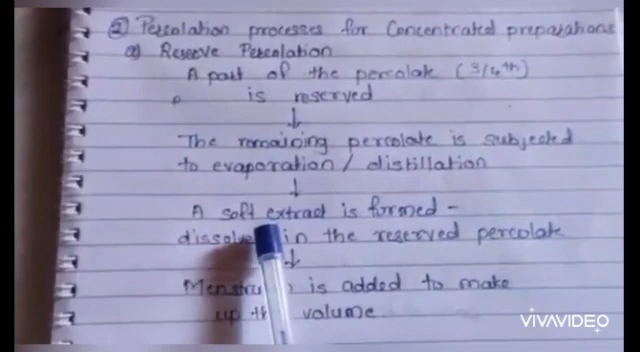 ② Percolation processes for Concentrated preparations
a) Reserve Percolation
A part of the percolate (3/4th)
is reserved
↓
The remaining percolate is subjected
to evaporation / distillation
↓
A soft extract is formed -
in the reserved percolate
↓
is added to make
up volume
VIVAVIDEO